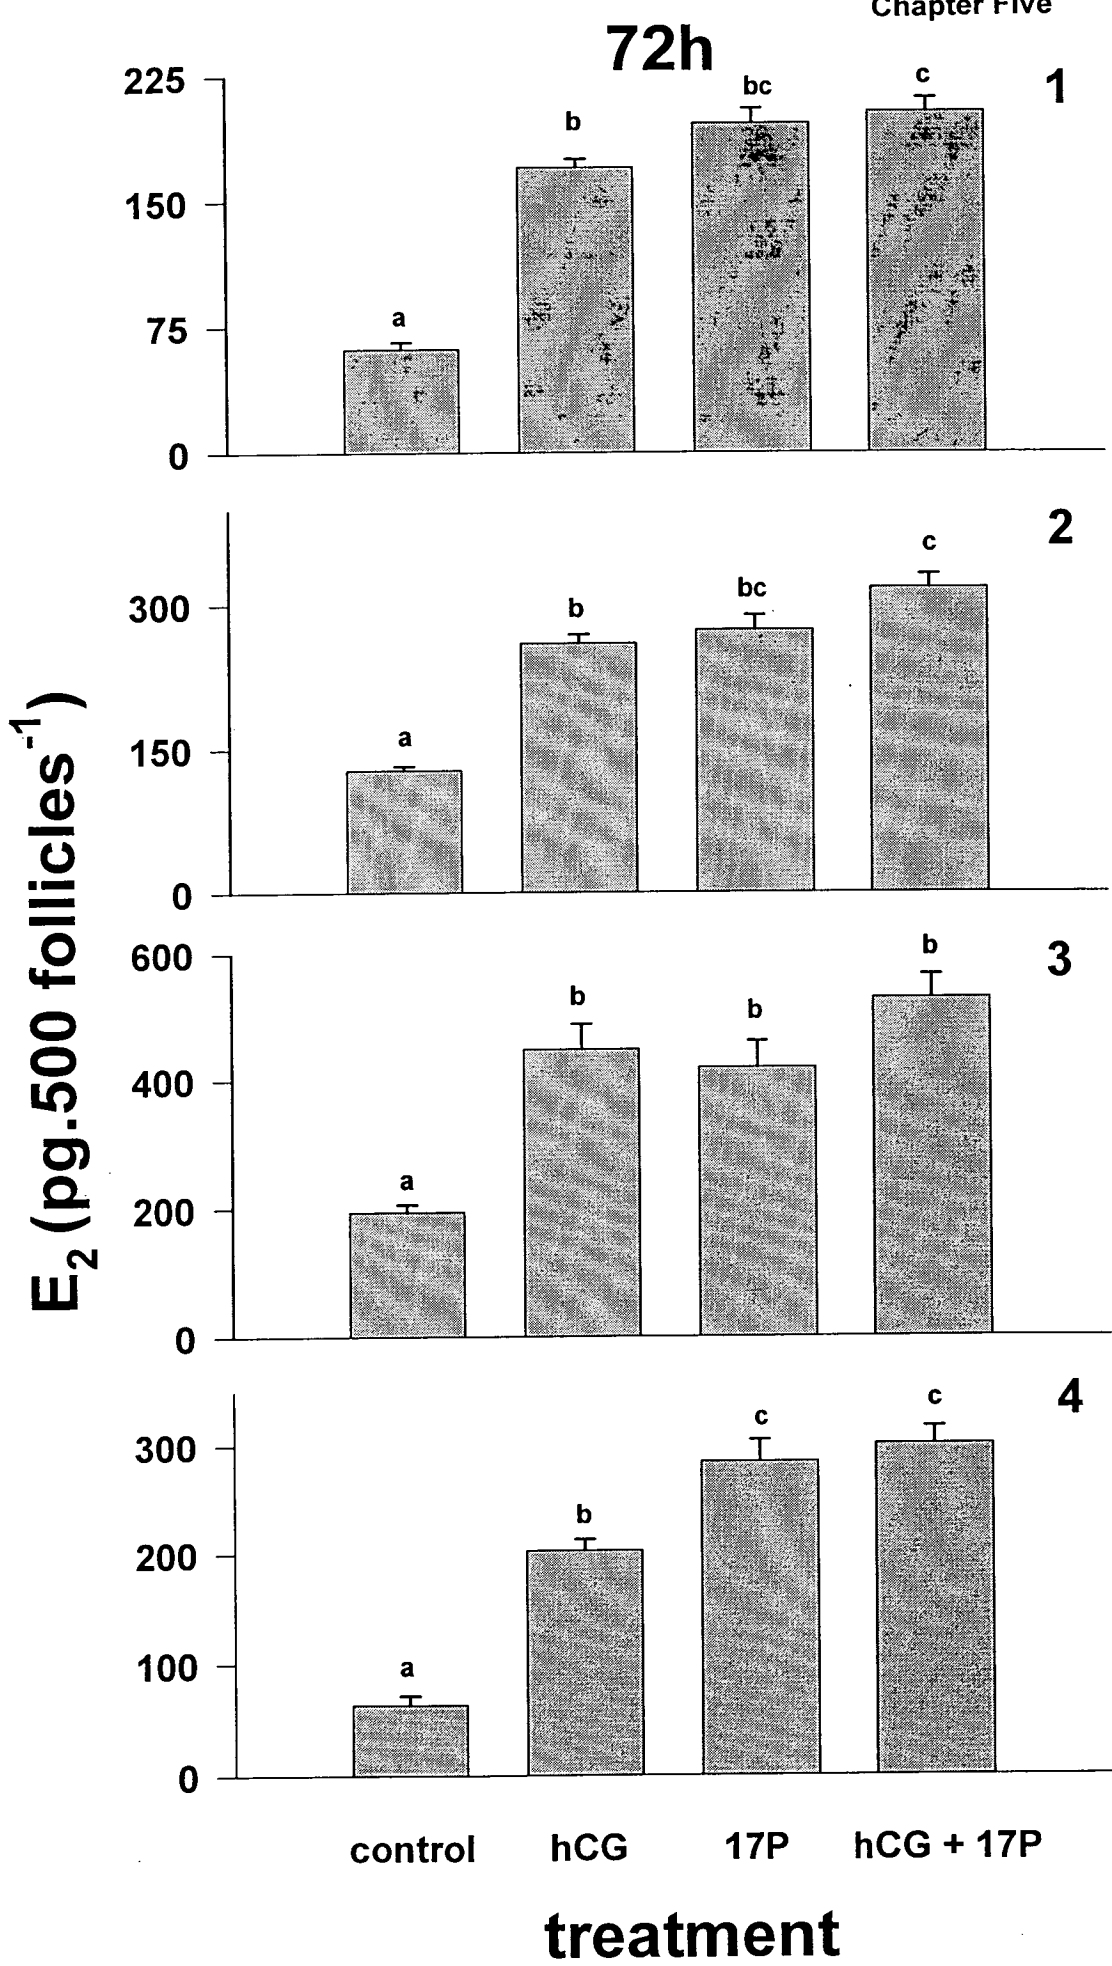 Chapter Five
72h
225
150
75
0
a
b
bc
c
1
300
150
0
a
b
bc
c
2
600
400
200
0
a
b
b
b
3
300
200
100
0
a
b
c
c
4
E₂ (pg.500 follicles⁻¹)
control hCG 17P hCG + 17P
treatment